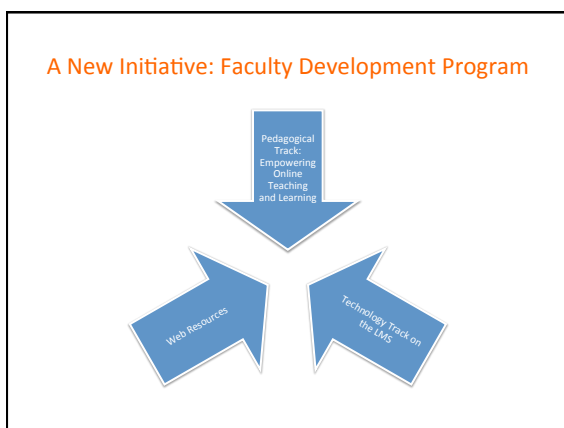 A New Initiative: Faculty Development Program
Pedagogical
Track:
Empowering
Online
Teaching
and Learning
Web Resources
Technology Track on
the LMS